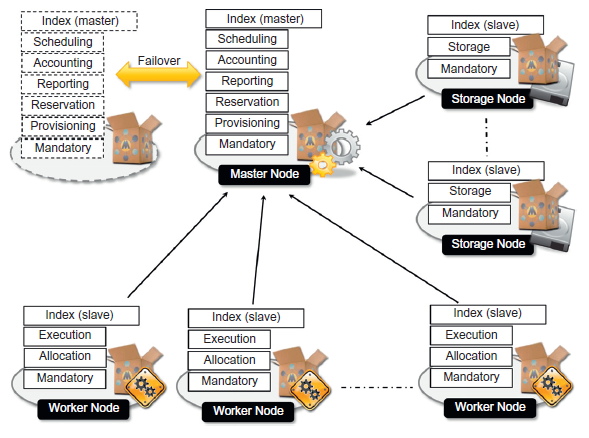 Index (master)
Scheduling
Accounting
Reporting
Reservation
Provisioning
Mandatory
Failover
Index (master)
Scheduling
Accounting
Reporting
Reservation
Provisioning
Mandatory
Master Node
Index (slave)
Storage
Mandatory
Storage Node
Index (slave)
Storage
Mandatory
Storage Node
Index (slave)
Execution
Allocation
Mandatory
Worker Node
Index (slave)
Execution
Allocation
Mandatory
Worker Node
Index (slave)
Execution
Allocation
Mandatory
Worker Node